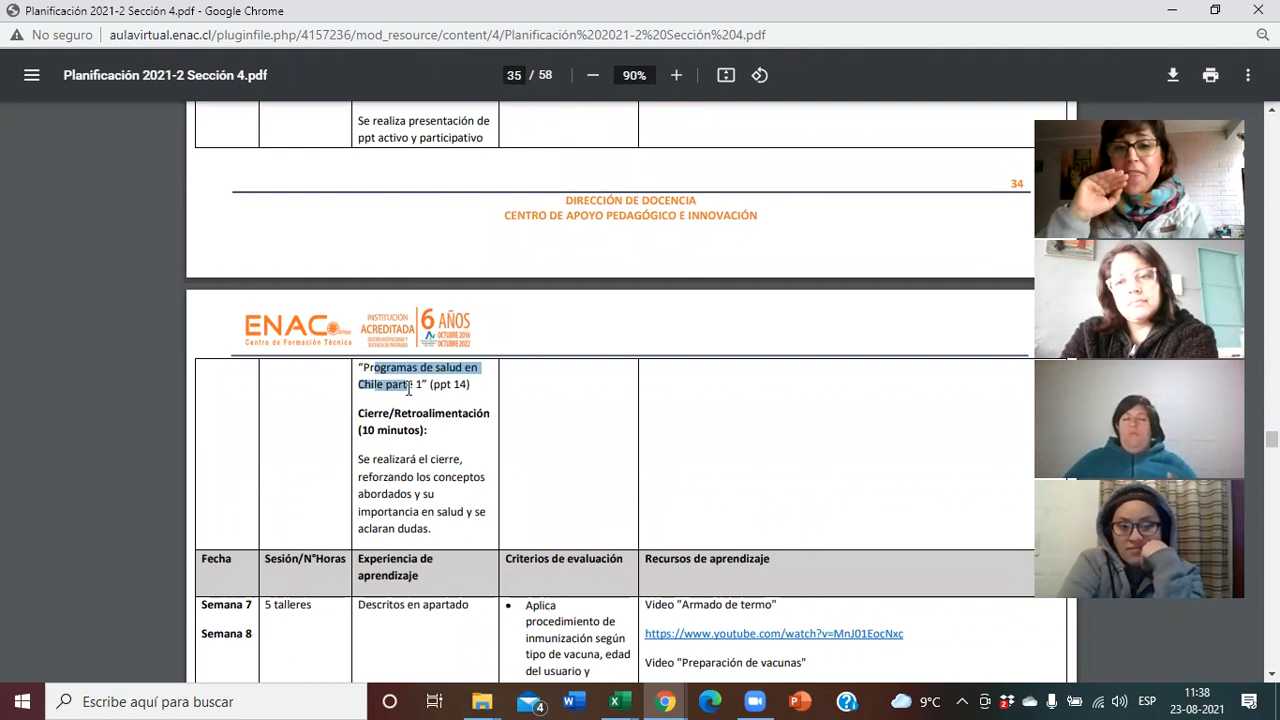 Planificación 2021-2 Sección 4.pdf - Google Chrome
No seguro
aulavirtual.enac.cl/pluginfile.php/4157236/mod_resource/content/4/Planificación%202021-2%20Sección%204.pdf
Planificación 2021-2 Sección 4.pdf
35 / 58
90%
Se realiza presentación de
ppt activo y participativo
34
DIRECCIÓN DE DOCENCIA
CENTRO DE APOYO PEDAGÓGICO E INNOVACIÓN
ENAC
Centro de Formación Técnica
INSTITUCIÓN
ACREDITADA
6 AÑOS
OCTUBRE 2016
OCTUBRE 2022
“Programas de salud en
Chile parte 1” (ppt 14)
Cierre/Retroalimentación
(10 minutos):
Se realizará el cierre,
reforzando los conceptos
abordados y su
importancia en salud y se
aclaran dudas.
Fecha
Sesión/N°Horas
Experiencia de
aprendizaje
Criterios de evaluación
Recursos de aprendizaje
Semana 7
Semana 8
5 talleres
Descritos en apartado
• Aplica
procedimiento de
inmunización según
tipo de vacuna, edad
del usuario y
Video "Armado de termo"
https://www.youtube.com/watch?v=MnJ01EocNxc
Video "Preparación de vacunas"
Escribe aquí para buscar
4
9°C
ESP
11:38
23-08-2021